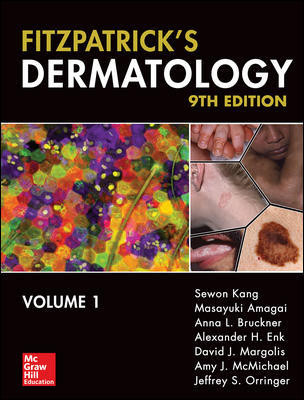 FITZPATRICK'S
DERMATOLOGY
9TH EDITION
VOLUME 1
Sewon Kang
Masayuki Amagai
Anna L. Bruckner
Alexander H. Enk
David J. Margolis
Amy J. McMichael
Jeffrey S. Orringer
Mc
Graw
Hill
Education